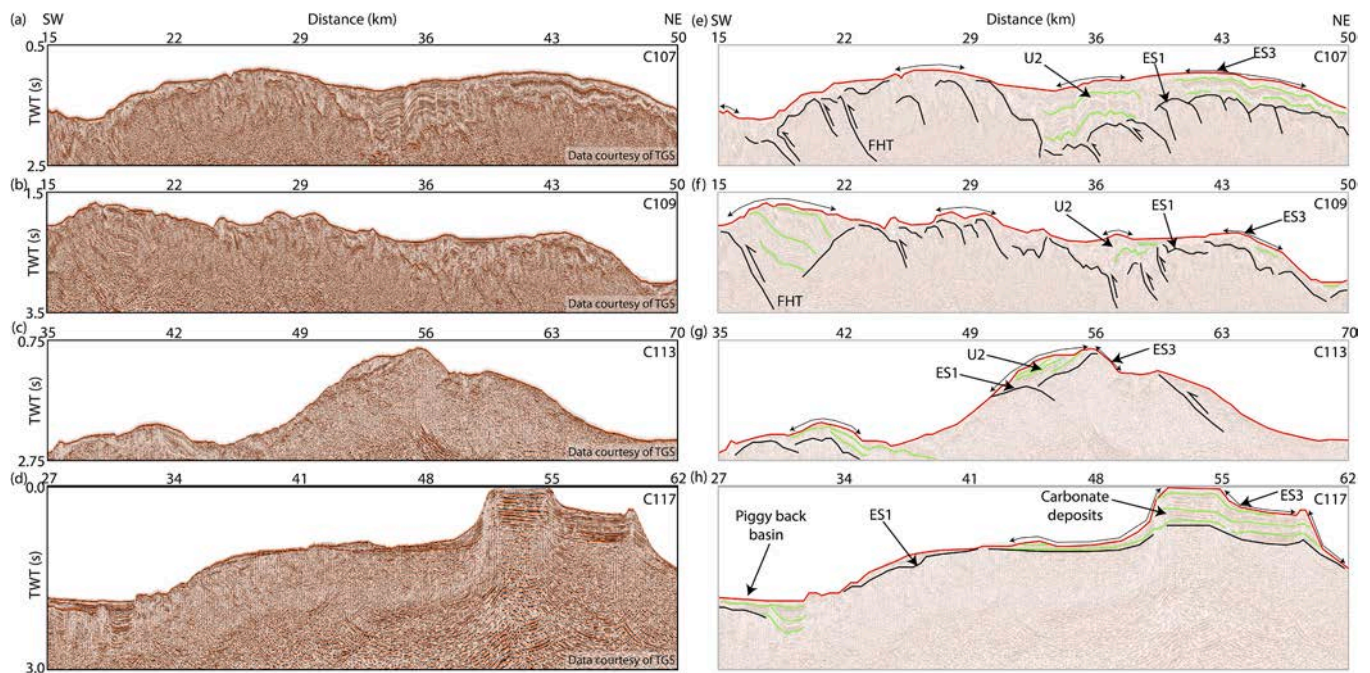 (a) SW Distance (km) NE
15 22 29 36 43 50
0.5
C107
TWT (s)
2.5
Data courtesy of TGS
(b) 15 22 29 36 43 50
1.5
C109
TWT (s)
3.5
Data courtesy of TGS
(c) 35 42 49 56 63 70
0.75
C113
TWT (s)
2.75
Data courtesy of TGS
(d) 27 34 41 48 55 62
0.0
C117
TWT (s)
3.0
Data courtesy of TGS
(e) SW Distance (km) NE
15 22 29 36 43 50
C107
U2 ES1 ES3
FHT
(f) 15 22 29 36 43 50
C109
U2 ES1 ES3
FHT
(g) 35 42 49 56 63 70
C113
U2
ES1
ES3
(h) 27 34 41 48 55 62
C117
Piggy back
basin
ES1
Carbonate
deposits
ES3